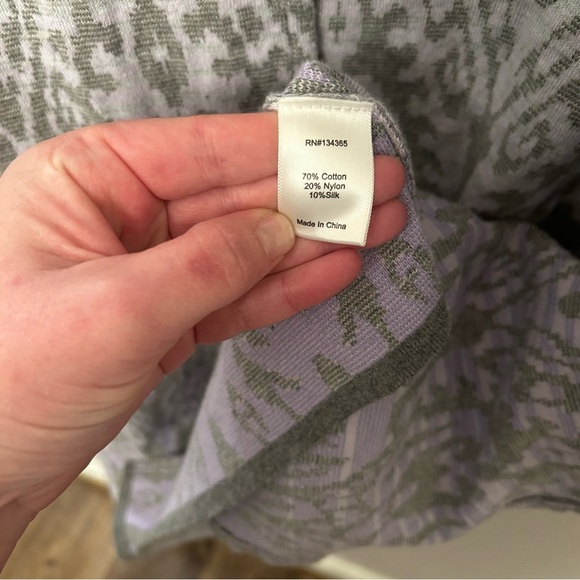 RN#134365
70% Cotton
20% Nylon
10%Silk
Made In China